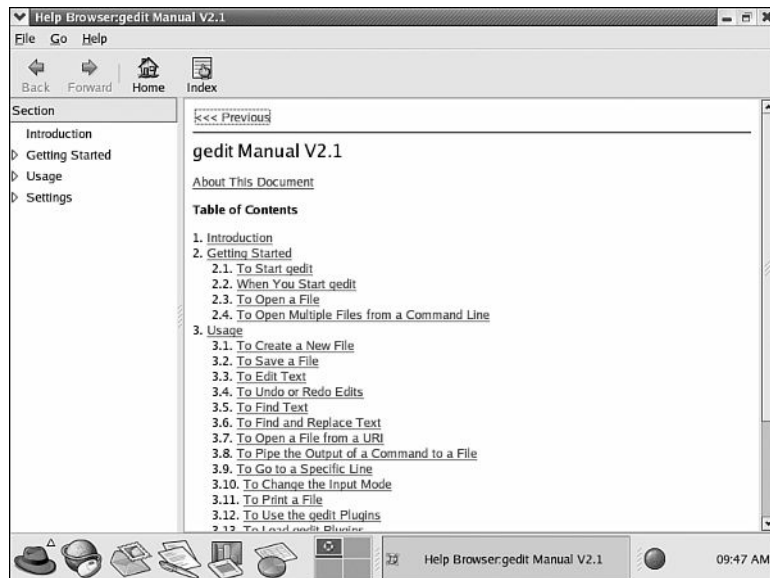 Help Browser:gedit Manual V2.1
File Go Help
Back Forward Home Index
Section
Introduction
Getting Started
Usage
Settings
<<< Previous
gedit Manual V2.1
About This Document
Table of Contents
1. Introduction
2. Getting Started
2.1. To Start gedit
2.2. When You Start gedit
2.3. To Open a File
2.4. To Open Multiple Files from a Command Line
3. Usage
3.1. To Create a New File
3.2. To Save a File
3.3. To Edit Text
3.4. To Undo or Redo Edits
3.5. To Find Text
3.6. To Find and Replace Text
3.7. To Open a File from a URI
3.8. To Pipe the Output of a Command to a File
3.9. To Go to a Specific Line
3.10. To Change the Input Mode
3.11. To Print a File
3.12. To Use the gedit Plugins
3.13. To Load gedit Plugins
Help Browser:gedit Manual V2.1
09:47 AM